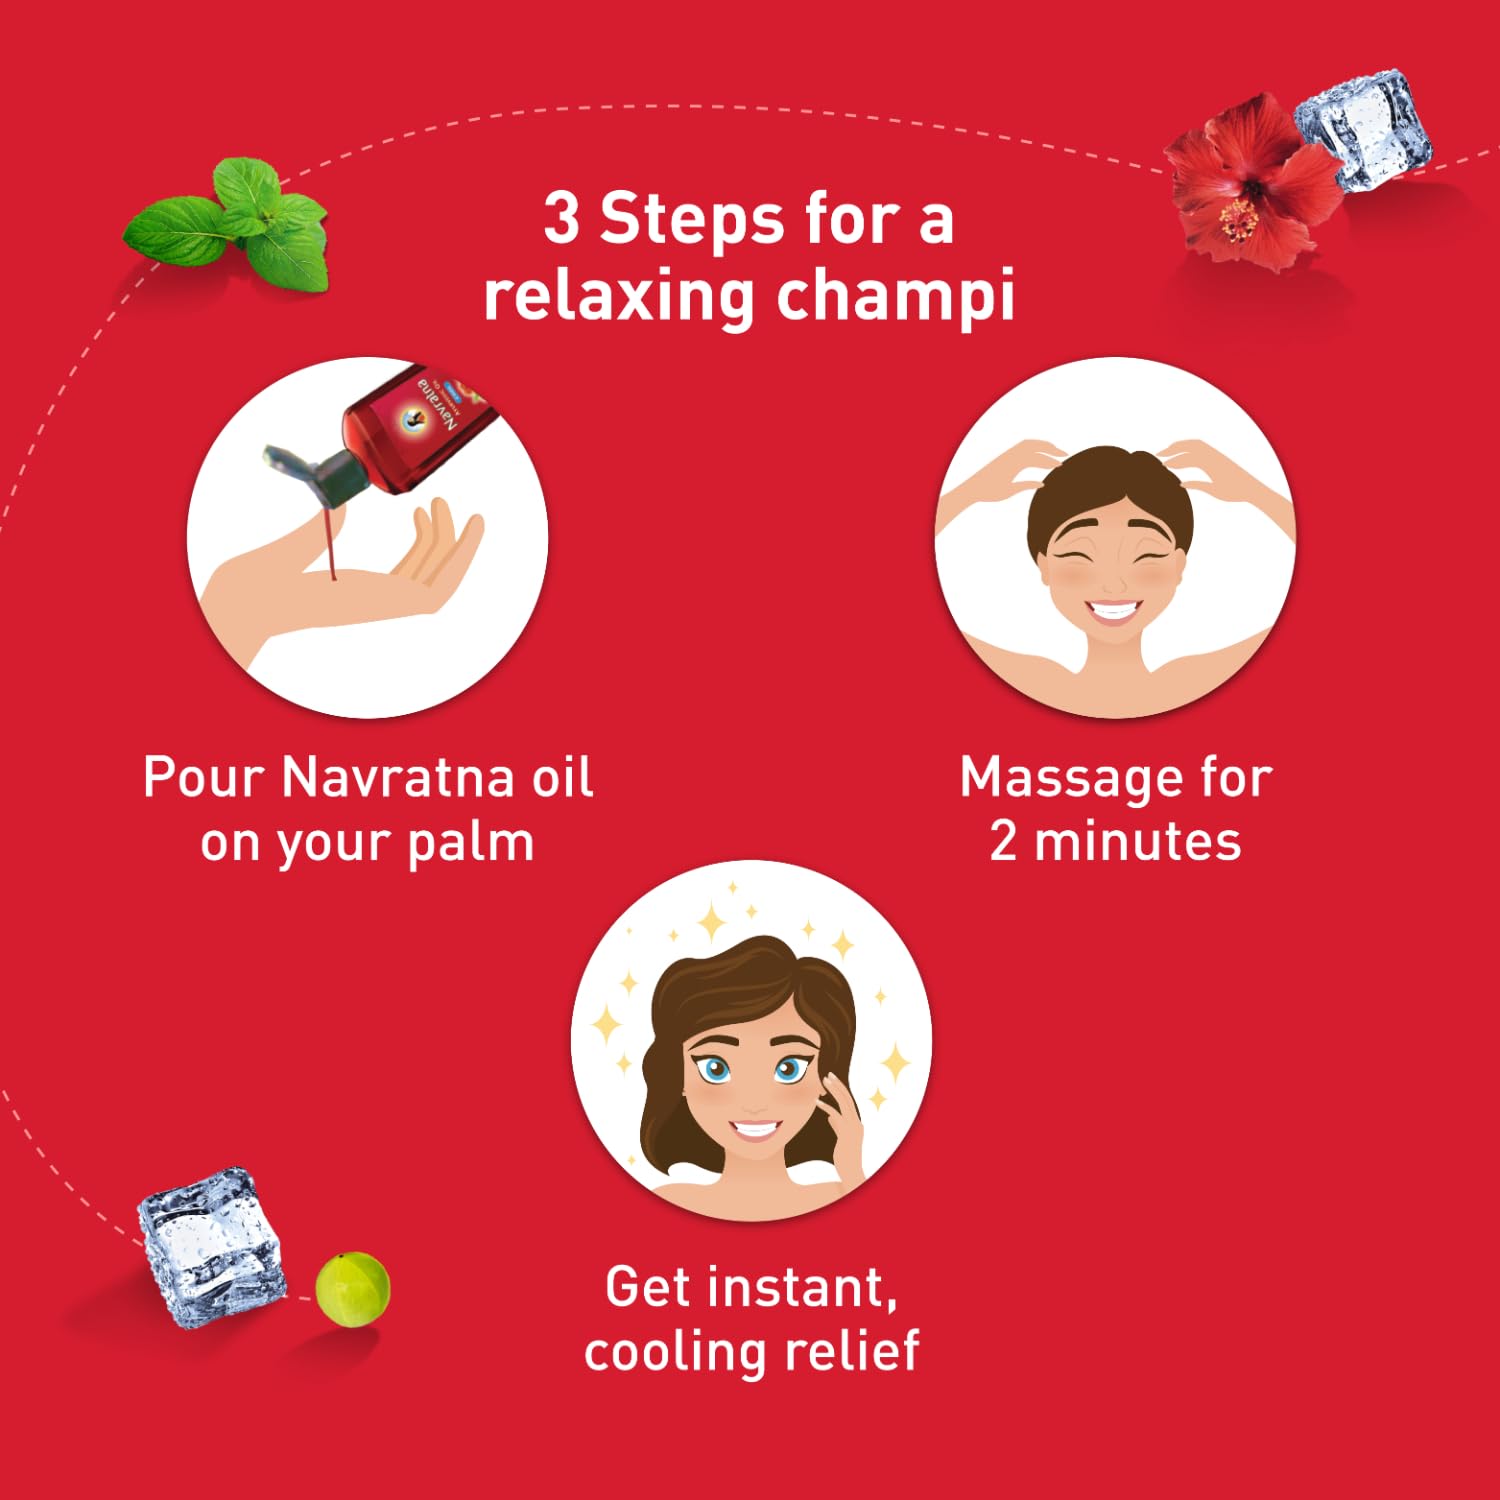 3 Steps for a
relaxing champi
Navratna
Pour Navratna oil
on your palm
Massage for
2 minutes
Get instant,
cooling relief